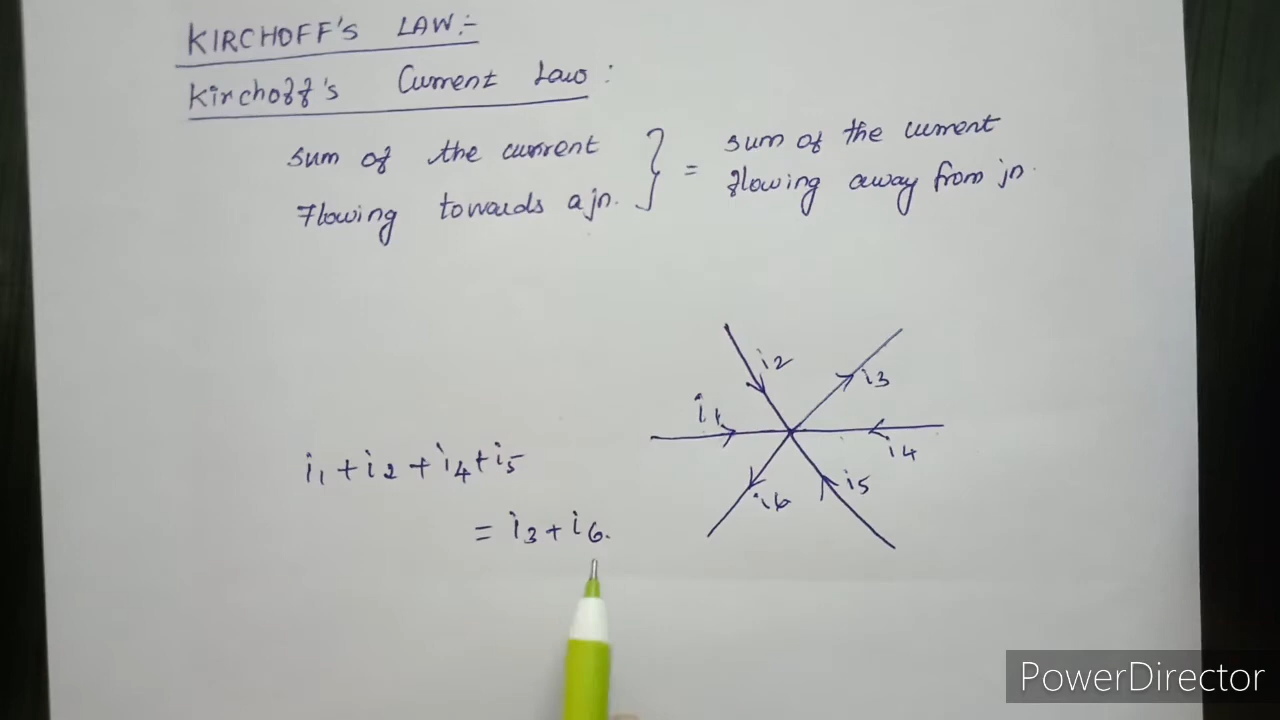 KIRCHOFF'S LAW:-
Kirchoff's Current Law:
sum of the current
Flowing towards a jn.
} = sum of the current
flowing away from jn.
i2
i3
i1
i4
i5
i6
i1+i2+i4+i5
= i3+i6.
PowerDirector